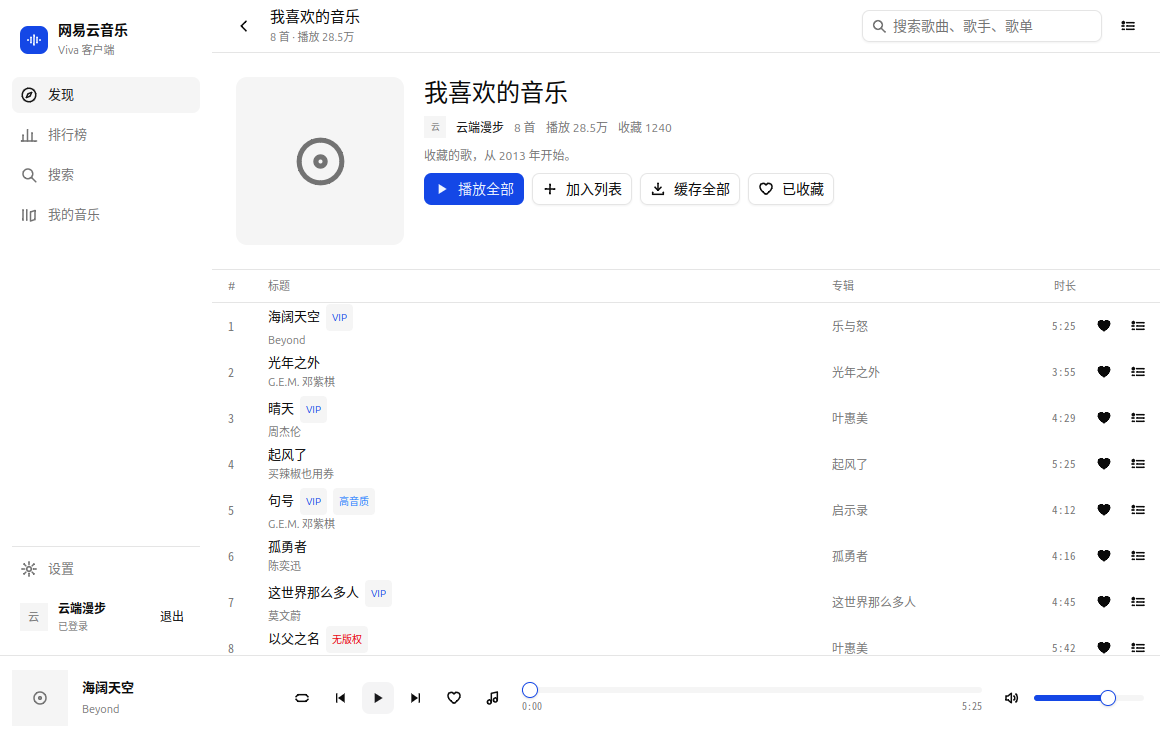 网易云音乐
Viva 客户端
发现
排行榜
搜索
我的音乐
设置
云
云端漫步
已登录
退出
我喜欢的音乐
8 首 · 播放 28.5万
搜索歌曲、歌手、歌单
我喜欢的音乐
云 云端漫步 8 首 播放 28.5万 收藏 1240
收藏的歌，从 2013 年开始。
播放全部 加入列表 缓存全部 已收藏
# 标题 专辑 时长
1 海阔天空 VIP 乐与怒 5:25
Beyond
2 光年之外 光年之外 3:55
G.E.M. 邓紫棋
3 晴天 VIP 叶惠美 4:29
周杰伦
4 起风了 起风了 5:25
买辣椒也用券
5 句号 VIP 高音质 启示录 4:12
G.E.M. 邓紫棋
6 孤勇者 孤勇者 4:16
陈奕迅
7 这世界那么多人 VIP 这世界那么多人 4:45
莫文蔚
8 以父之名 无版权 叶惠美 5:42
海阔天空
Beyond
0:00 5:25